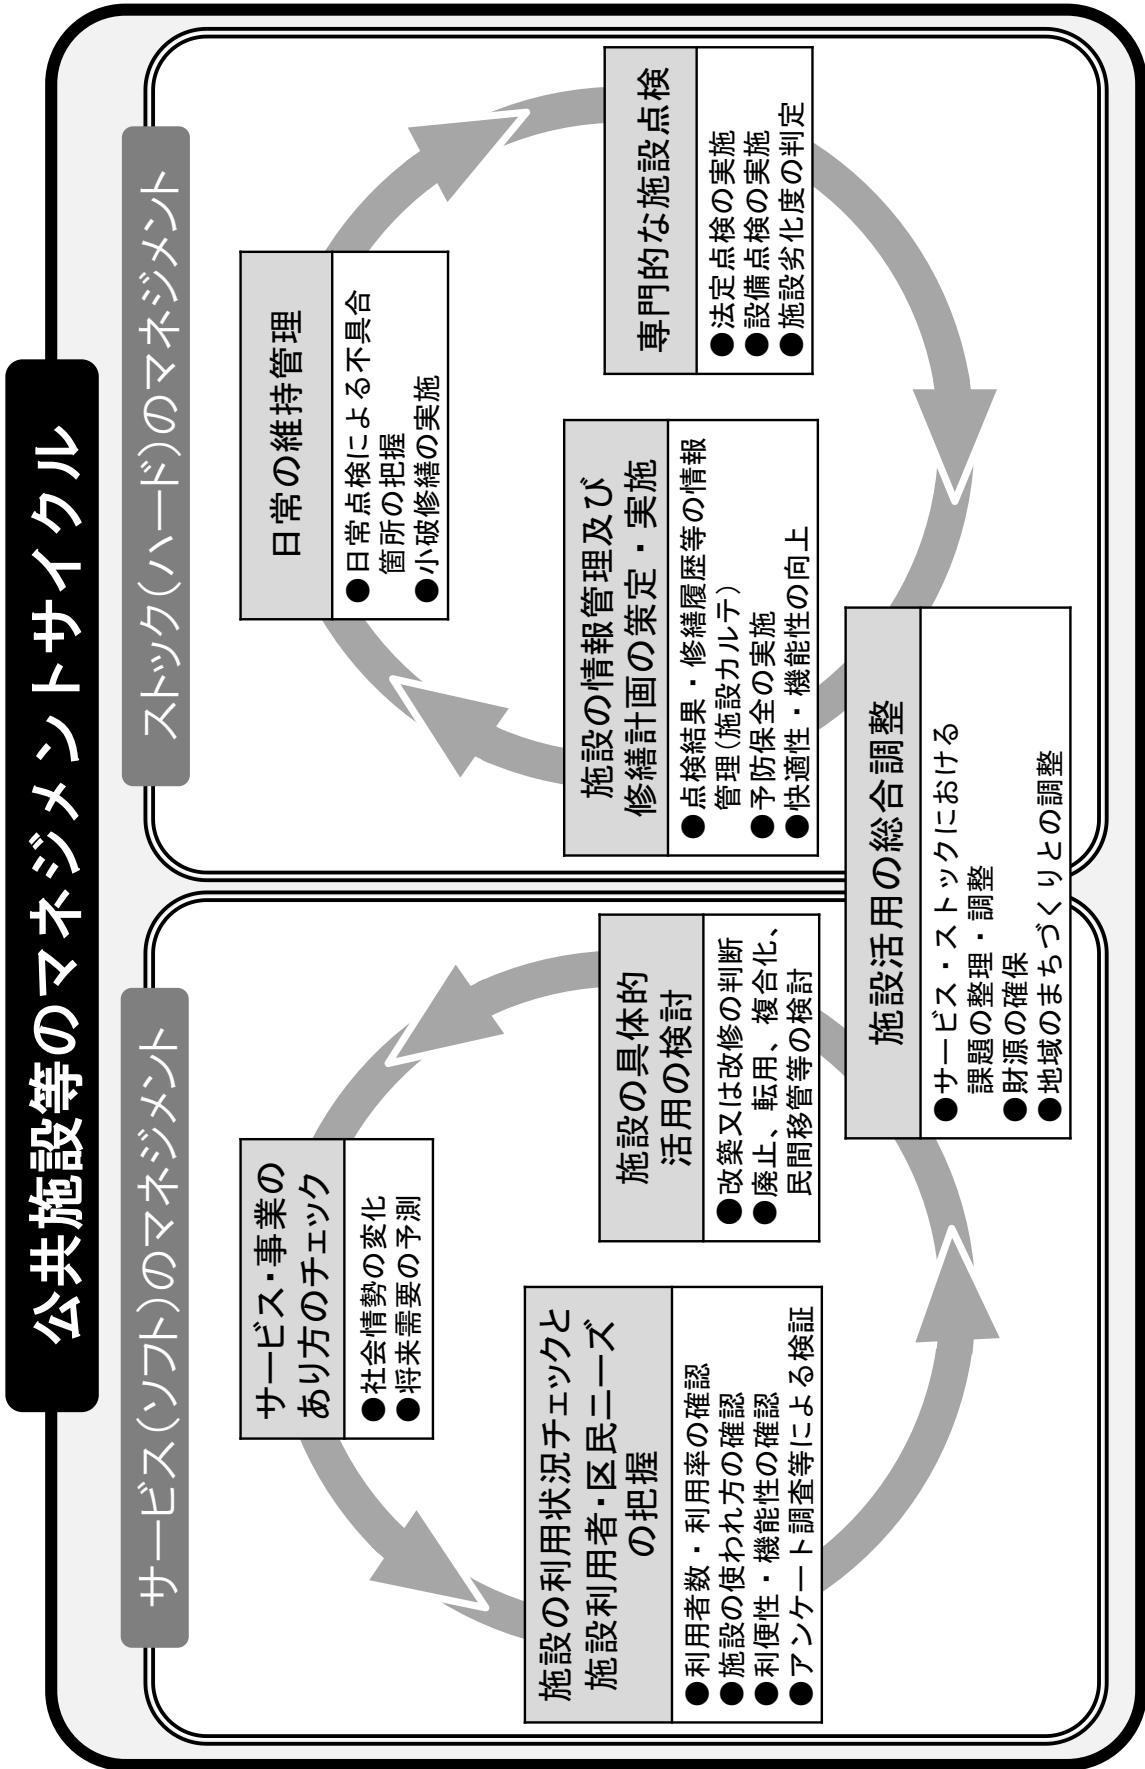 公共施設等のマネジメントサイクル
サービス(ソフト)のマネジメント
サービス・事業の
あり方のチェック
●社会情勢の変化
●将来需要の予測
施設の利用状況チェックと
施設利用者・区民ニーズ
の把握
●利用者数・利用率の確認
●施設の使われ方の確認
●利便性・機能性の確認
●アンケート調査等による検証
施設の具体的
活用の検討
●改築又は改修の判断
●廃止、転用、複合化、
民間移管等の検討
施設活用の総合調整
●サービス・ストックにおける
課題の整理・調整
●財源の確保
●地域のまちづくりとの調整
ストック(ハード)のマネジメント
日常の維持管理
●日常点検による不具合
箇所の把握
●小破修繕の実施
専門的な施設点検
●法定点検の実施
●設備点検の実施
●施設劣化度の判定
施設の情報管理及び
修繕計画の策定・実施
●点検結果・修繕履歴等の情報
管理(施設カルテ)
●予防保全の実施
●快適性・機能性の向上